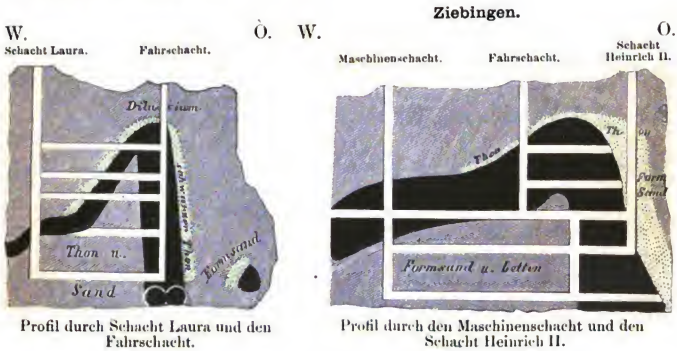 Ziebingen.
W.
O.
Schacht Laura.
Fahrschacht.
Diluvium
schwarzer Thon
Thon u.
Sand
Formsand
Profil durch Schacht Laura und den
Fahrschacht.
W.
O.
Maschinenschacht.
Fahrschacht.
Schacht
Heinrich II.
Thon
Thon
Form
Sand
Formsand u. Letten
Profil durch den Maschinenschacht und den
Schacht Heinrich II.